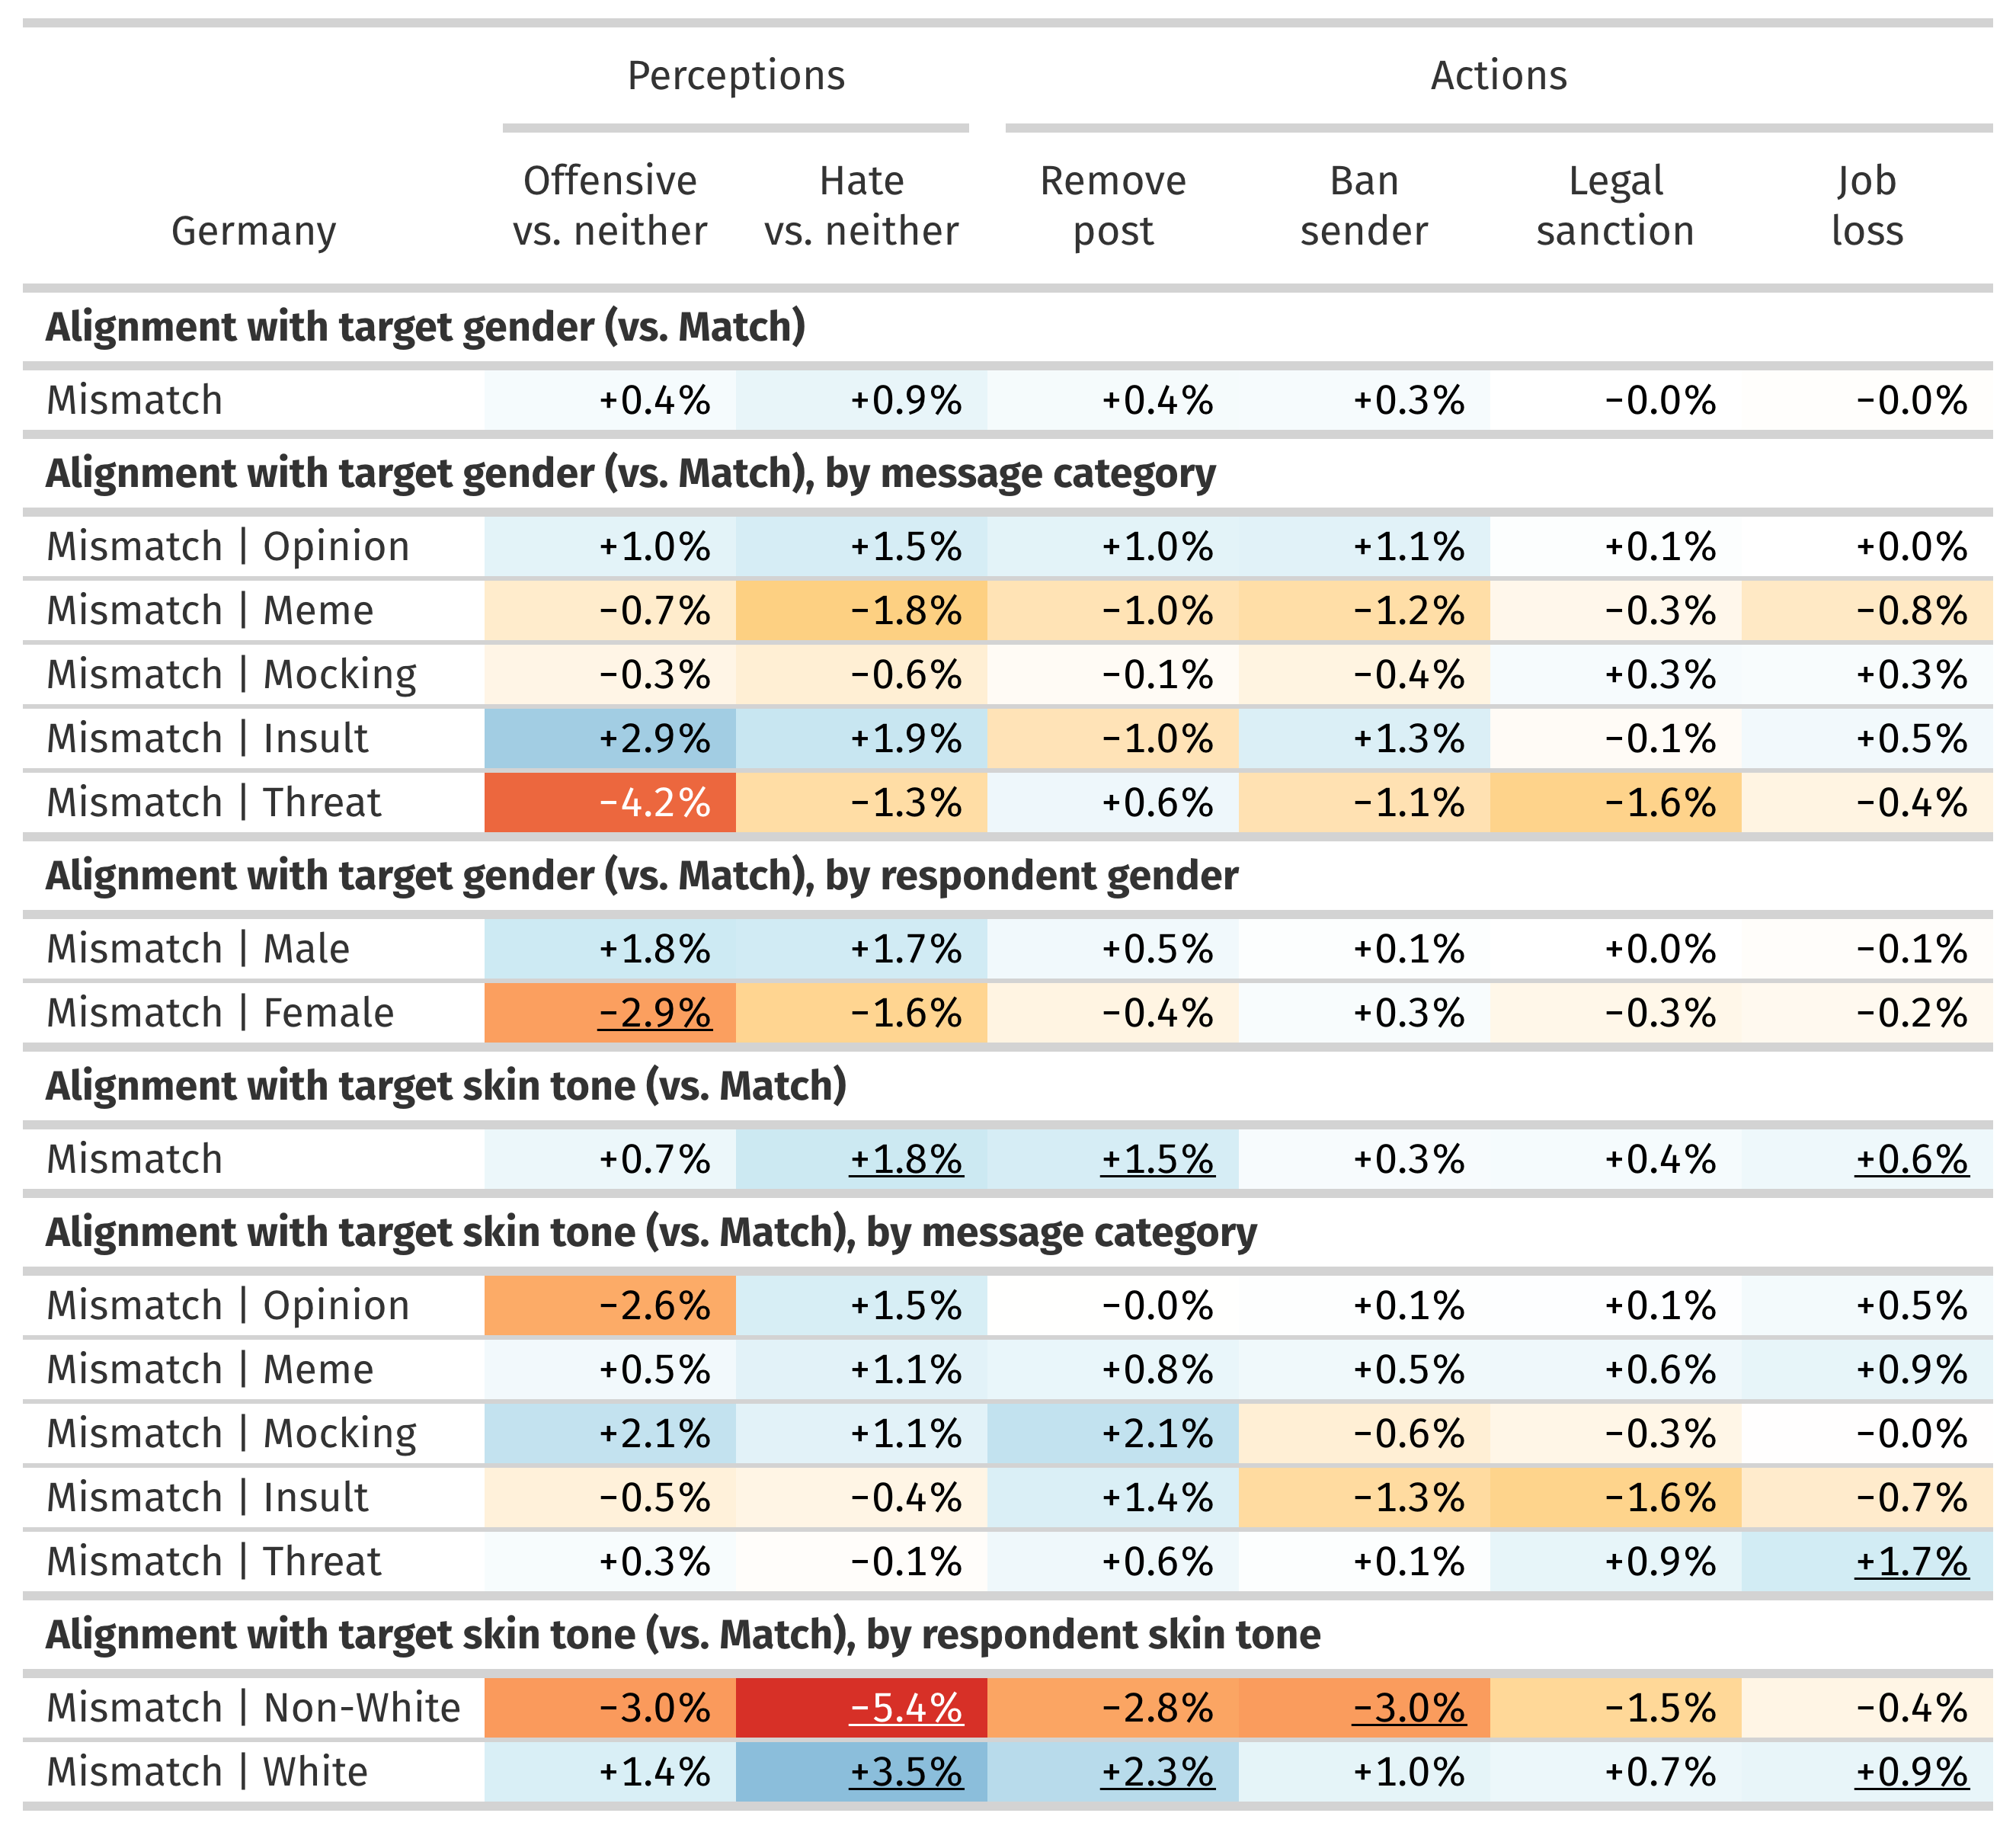 Perceptions Actions
Offensive Hate Remove Ban Legal Job
Germany vs. neither vs. neither post sender sanction loss
Alignment with target gender (vs. Match)
Mismatch +0.4% +0.9% +0.4% +0.3% −0.0% −0.0%
Alignment with target gender (vs. Match), by message category
Mismatch | Opinion +1.0% +1.5% +1.0% +1.1% +0.1% +0.0%
Mismatch | Meme −0.7% −1.8% −1.0% −1.2% −0.3% −0.8%
Mismatch | Mocking −0.3% −0.6% −0.1% −0.4% +0.3% +0.3%
Mismatch | Insult +2.9% +1.9% −1.0% +1.3% −0.1% +0.5%
Mismatch | Threat −4.2% −1.3% +0.6% −1.1% −1.6% −0.4%
Alignment with target gender (vs. Match), by respondent gender
Mismatch | Male +1.8% +1.7% +0.5% +0.1% +0.0% −0.1%
Mismatch | Female −2.9% −1.6% −0.4% +0.3% −0.3% −0.2%
Alignment with target skin tone (vs. Match)
Mismatch +0.7% +1.8% +1.5% +0.3% +0.4% +0.6%
Alignment with target skin tone (vs. Match), by message category
Mismatch | Opinion −2.6% +1.5% −0.0% +0.1% +0.1% +0.5%
Mismatch | Meme +0.5% +1.1% +0.8% +0.5% +0.6% +0.9%
Mismatch | Mocking +2.1% +1.1% +2.1% −0.6% −0.3% −0.0%
Mismatch | Insult −0.5% −0.4% +1.4% −1.3% −1.6% −0.7%
Mismatch | Threat +0.3% −0.1% +0.6% +0.1% +0.9% +1.7%
Alignment with target skin tone (vs. Match), by respondent skin tone
Mismatch | Non-White −3.0% −5.4% −2.8% −3.0% −1.5% −0.4%
Mismatch | White +1.4% +3.5% +2.3% +1.0% +0.7% +0.9%